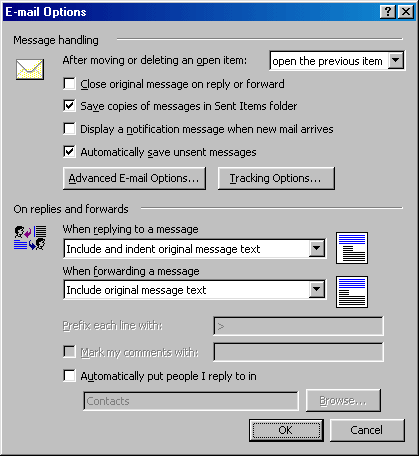 E-mail Options
Message handling
After moving or deleting an open item: open the previous item
Close original message on reply or forward
Save copies of messages in Sent Items folder
Display a notification message when new mail arrives
Automatically save unsent messages
Advanced E-mail Options... Tracking Options...
On replies and forwards
When replying to a message
Include and indent original message text
When forwarding a message
Include original message text
Prefix each line with: >
Mark my comments with:
Automatically put people I reply to in
Contacts Browse...
OK Cancel